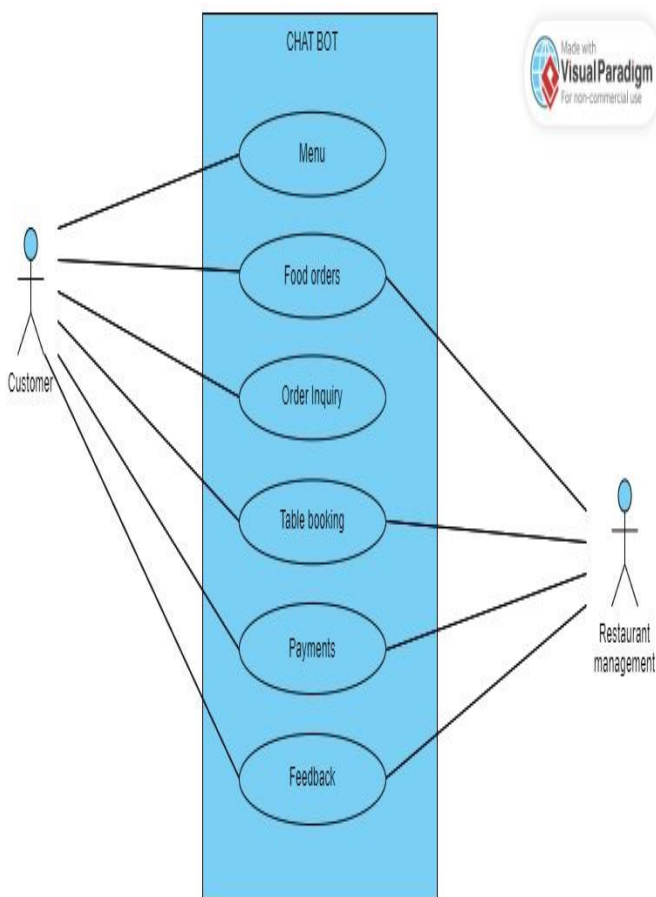 CHAT BOT
Made with
Visual Paradigm
For non-commercial use
Menu
Food orders
Customer
Order Inquiry
Table booking
Restaurant
management
Payments
Feedback